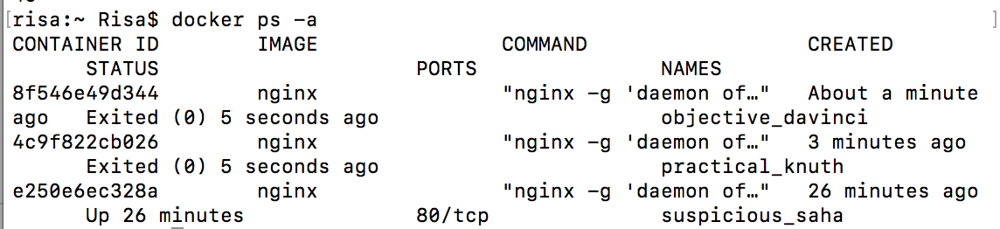 [risa:~ Risa$ docker ps -a ]
CONTAINER ID IMAGE COMMAND CREATED
STATUS PORTS NAMES
8f546e49d344 nginx "nginx -g 'daemon of…" About a minute
ago Exited (0) 5 seconds ago objective_davinci
4c9f822cb026 nginx "nginx -g 'daemon of…" 3 minutes ago
Exited (0) 5 seconds ago practical_knuth
e250e6ec328a nginx "nginx -g 'daemon of…" 26 minutes ago
Up 26 minutes 80/tcp suspicious_saha